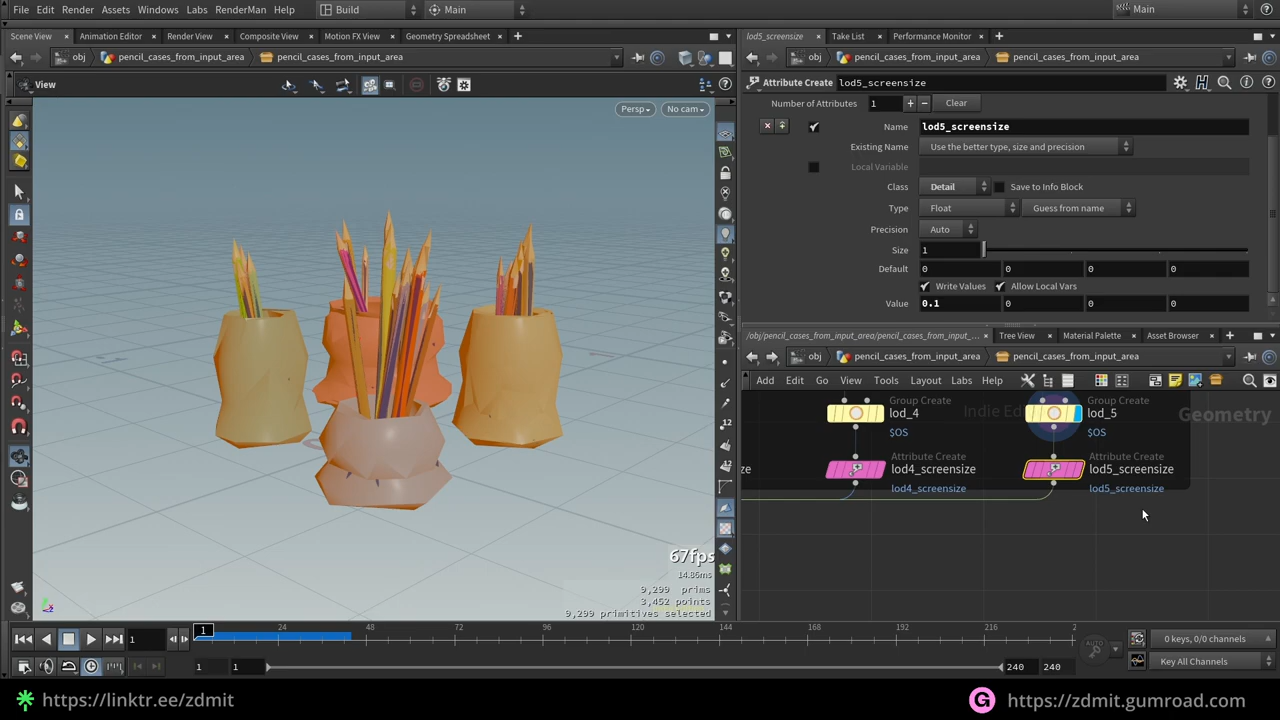 File Edit Render Assets Windows Labs RenderMan Help Build Main Main
Scene View Animation Editor Render View Composite View Motion FX View Geometry Spreadsheet
obj pencil_cases_from_input_area pencil_cases_from_input_area
View
Persp No cam
67fps
14.86ms
9,299 prims
3,452 points
9,299 primitives selected
lod5_screensize Take List Performance Monitor
obj pencil_cases_from_input_area pencil_cases_from_input_area
Attribute Create lod5_screensize
Number of Attributes 1 Clear
Name lod5_screensize
Existing Name Use the better type, size and precision
Local Variable
Class Detail Save to Info Block
Type Float Guess from name
Precision Auto
Size 1
Default 0 0 0 0
Write Values Allow Local Vars
Value 0.1 0 0 0
/obj/pencil_cases_from_input_area/pencil_cases_from_input_... Tree View Material Palette Asset Browser
obj pencil_cases_from_input_area pencil_cases_from_input_area
Add Edit Go View Tools Layout Labs Help
Indie Ed Geometry
Group Create Group Create
lod_4 lod_5
$OS $OS
Attribute Create Attribute Create
ze lod4_screensize lod5_screensize
lod4_screensize lod5_screensize
1 1 24 48 72 96 120 144 168 192 216 2
AUTO
0 keys, 0/0 channels
1 1 240 240 Key All Channels
https://linktr.ee/zdmit G https://zdmit.gumroad.com